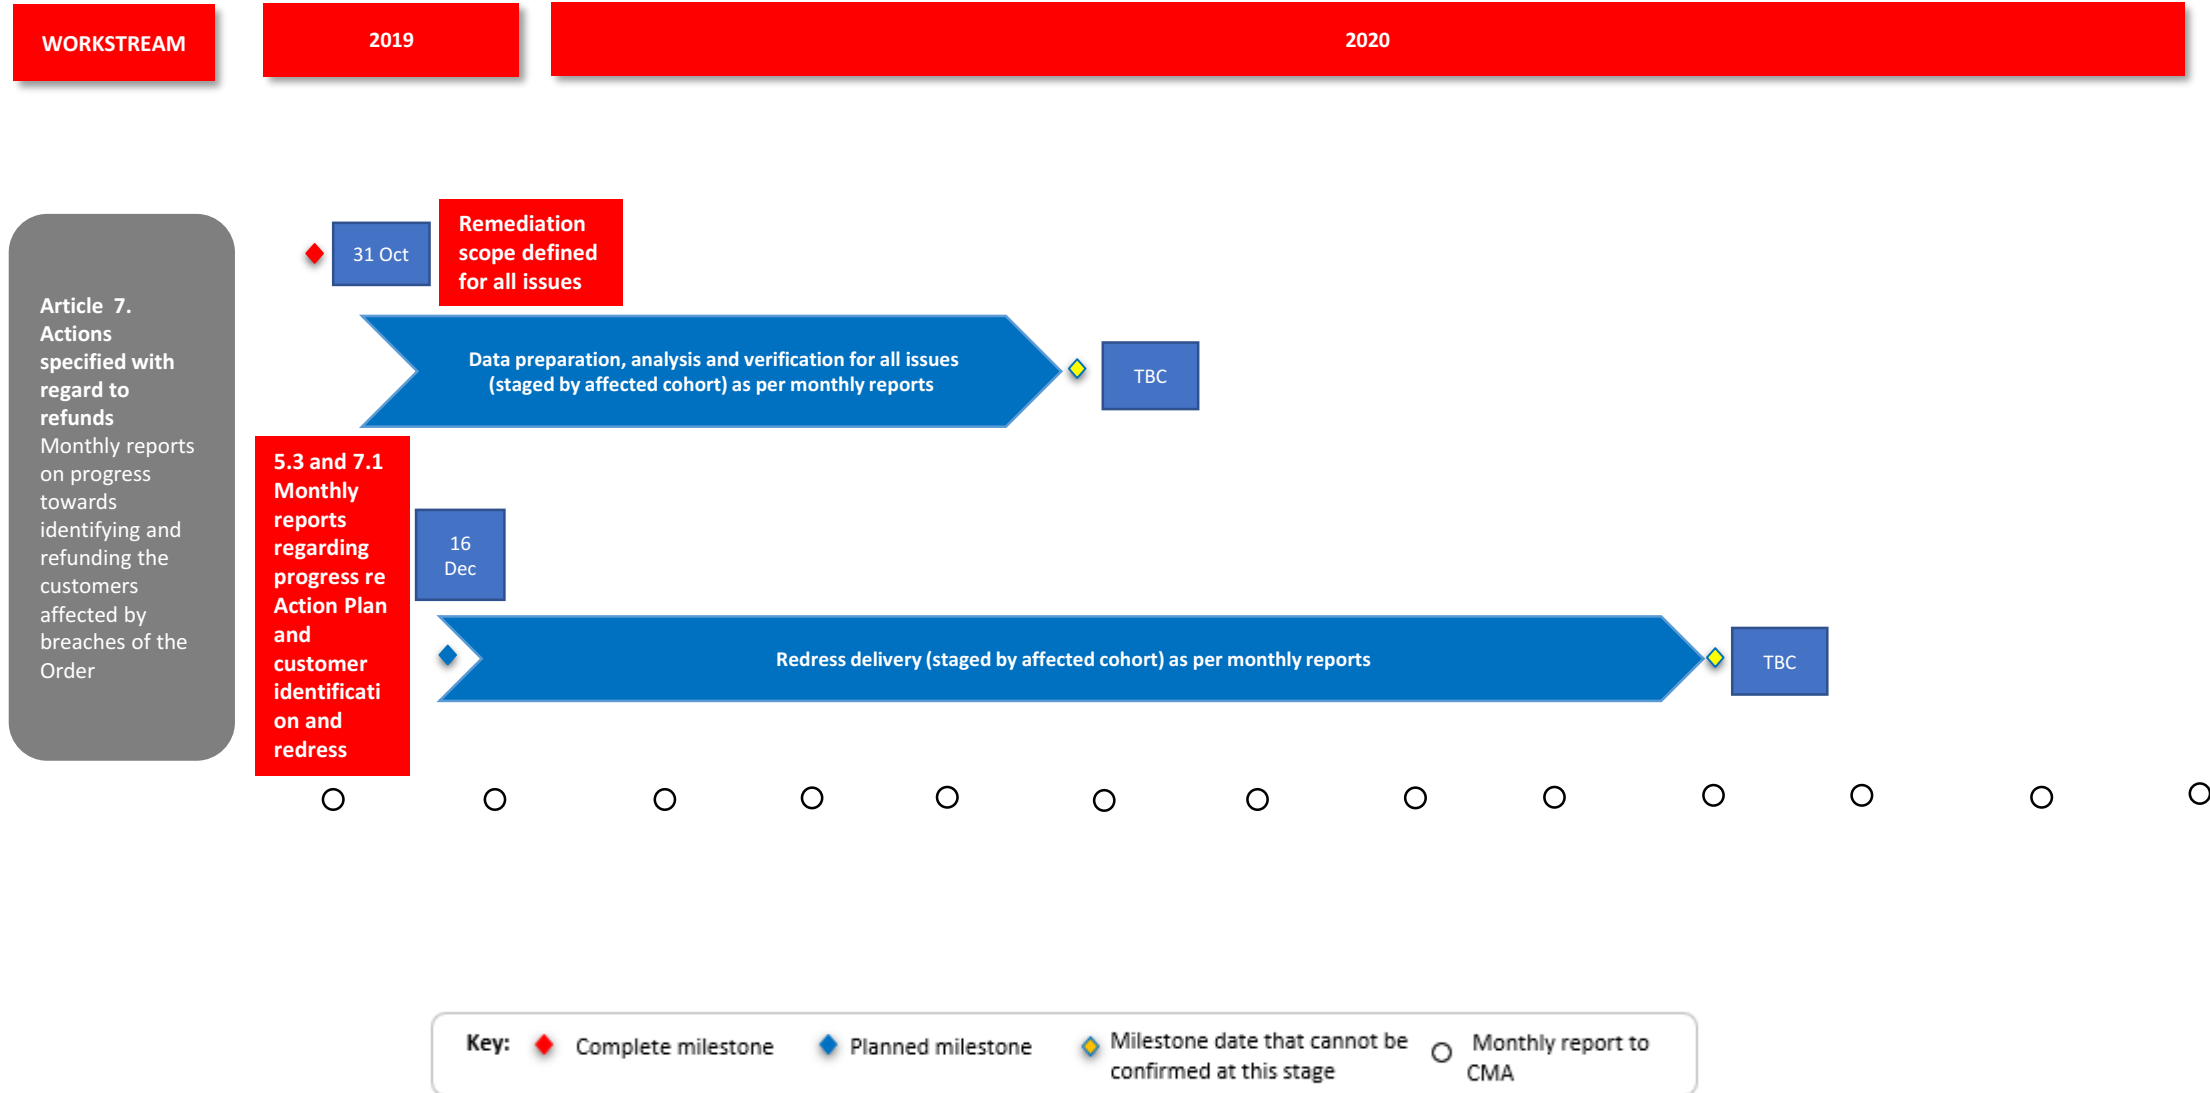 WORKSTREAM
2019
2020
Article 7.
Actions
specified with
regard to
refunds
Monthly reports
on progress
towards
identifying and
refunding the
customers
affected by
breaches of the
Order
31 Oct
Remediation
scope defined
for all issues
Data preparation, analysis and verification for all issues
(staged by affected cohort) as per monthly reports
TBC
5.3 and 7.1
Monthly
reports
regarding
progress re
Action Plan
and
customer
identificati
on and
redress
16
Dec
Redress delivery (staged by affected cohort) as per monthly reports
TBC
Key:
Complete milestone
Planned milestone
Milestone date that cannot be
confirmed at this stage
Monthly report to
CMA